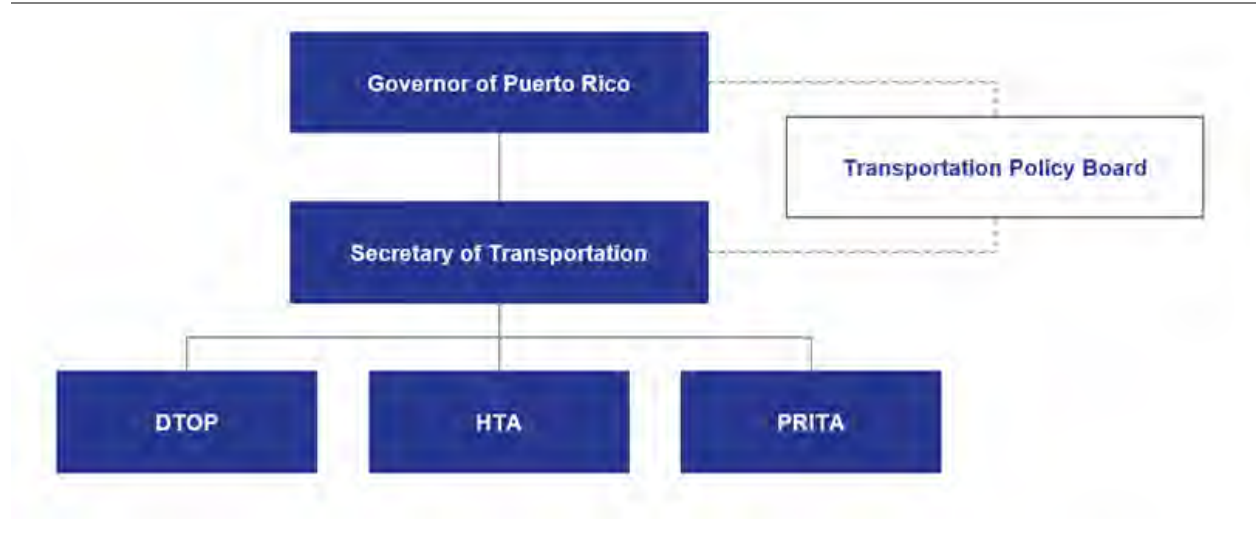 Governor of Puerto Rico
Transportation Policy Board
Secretary of Transportation
DTOP
HTA
PRITA